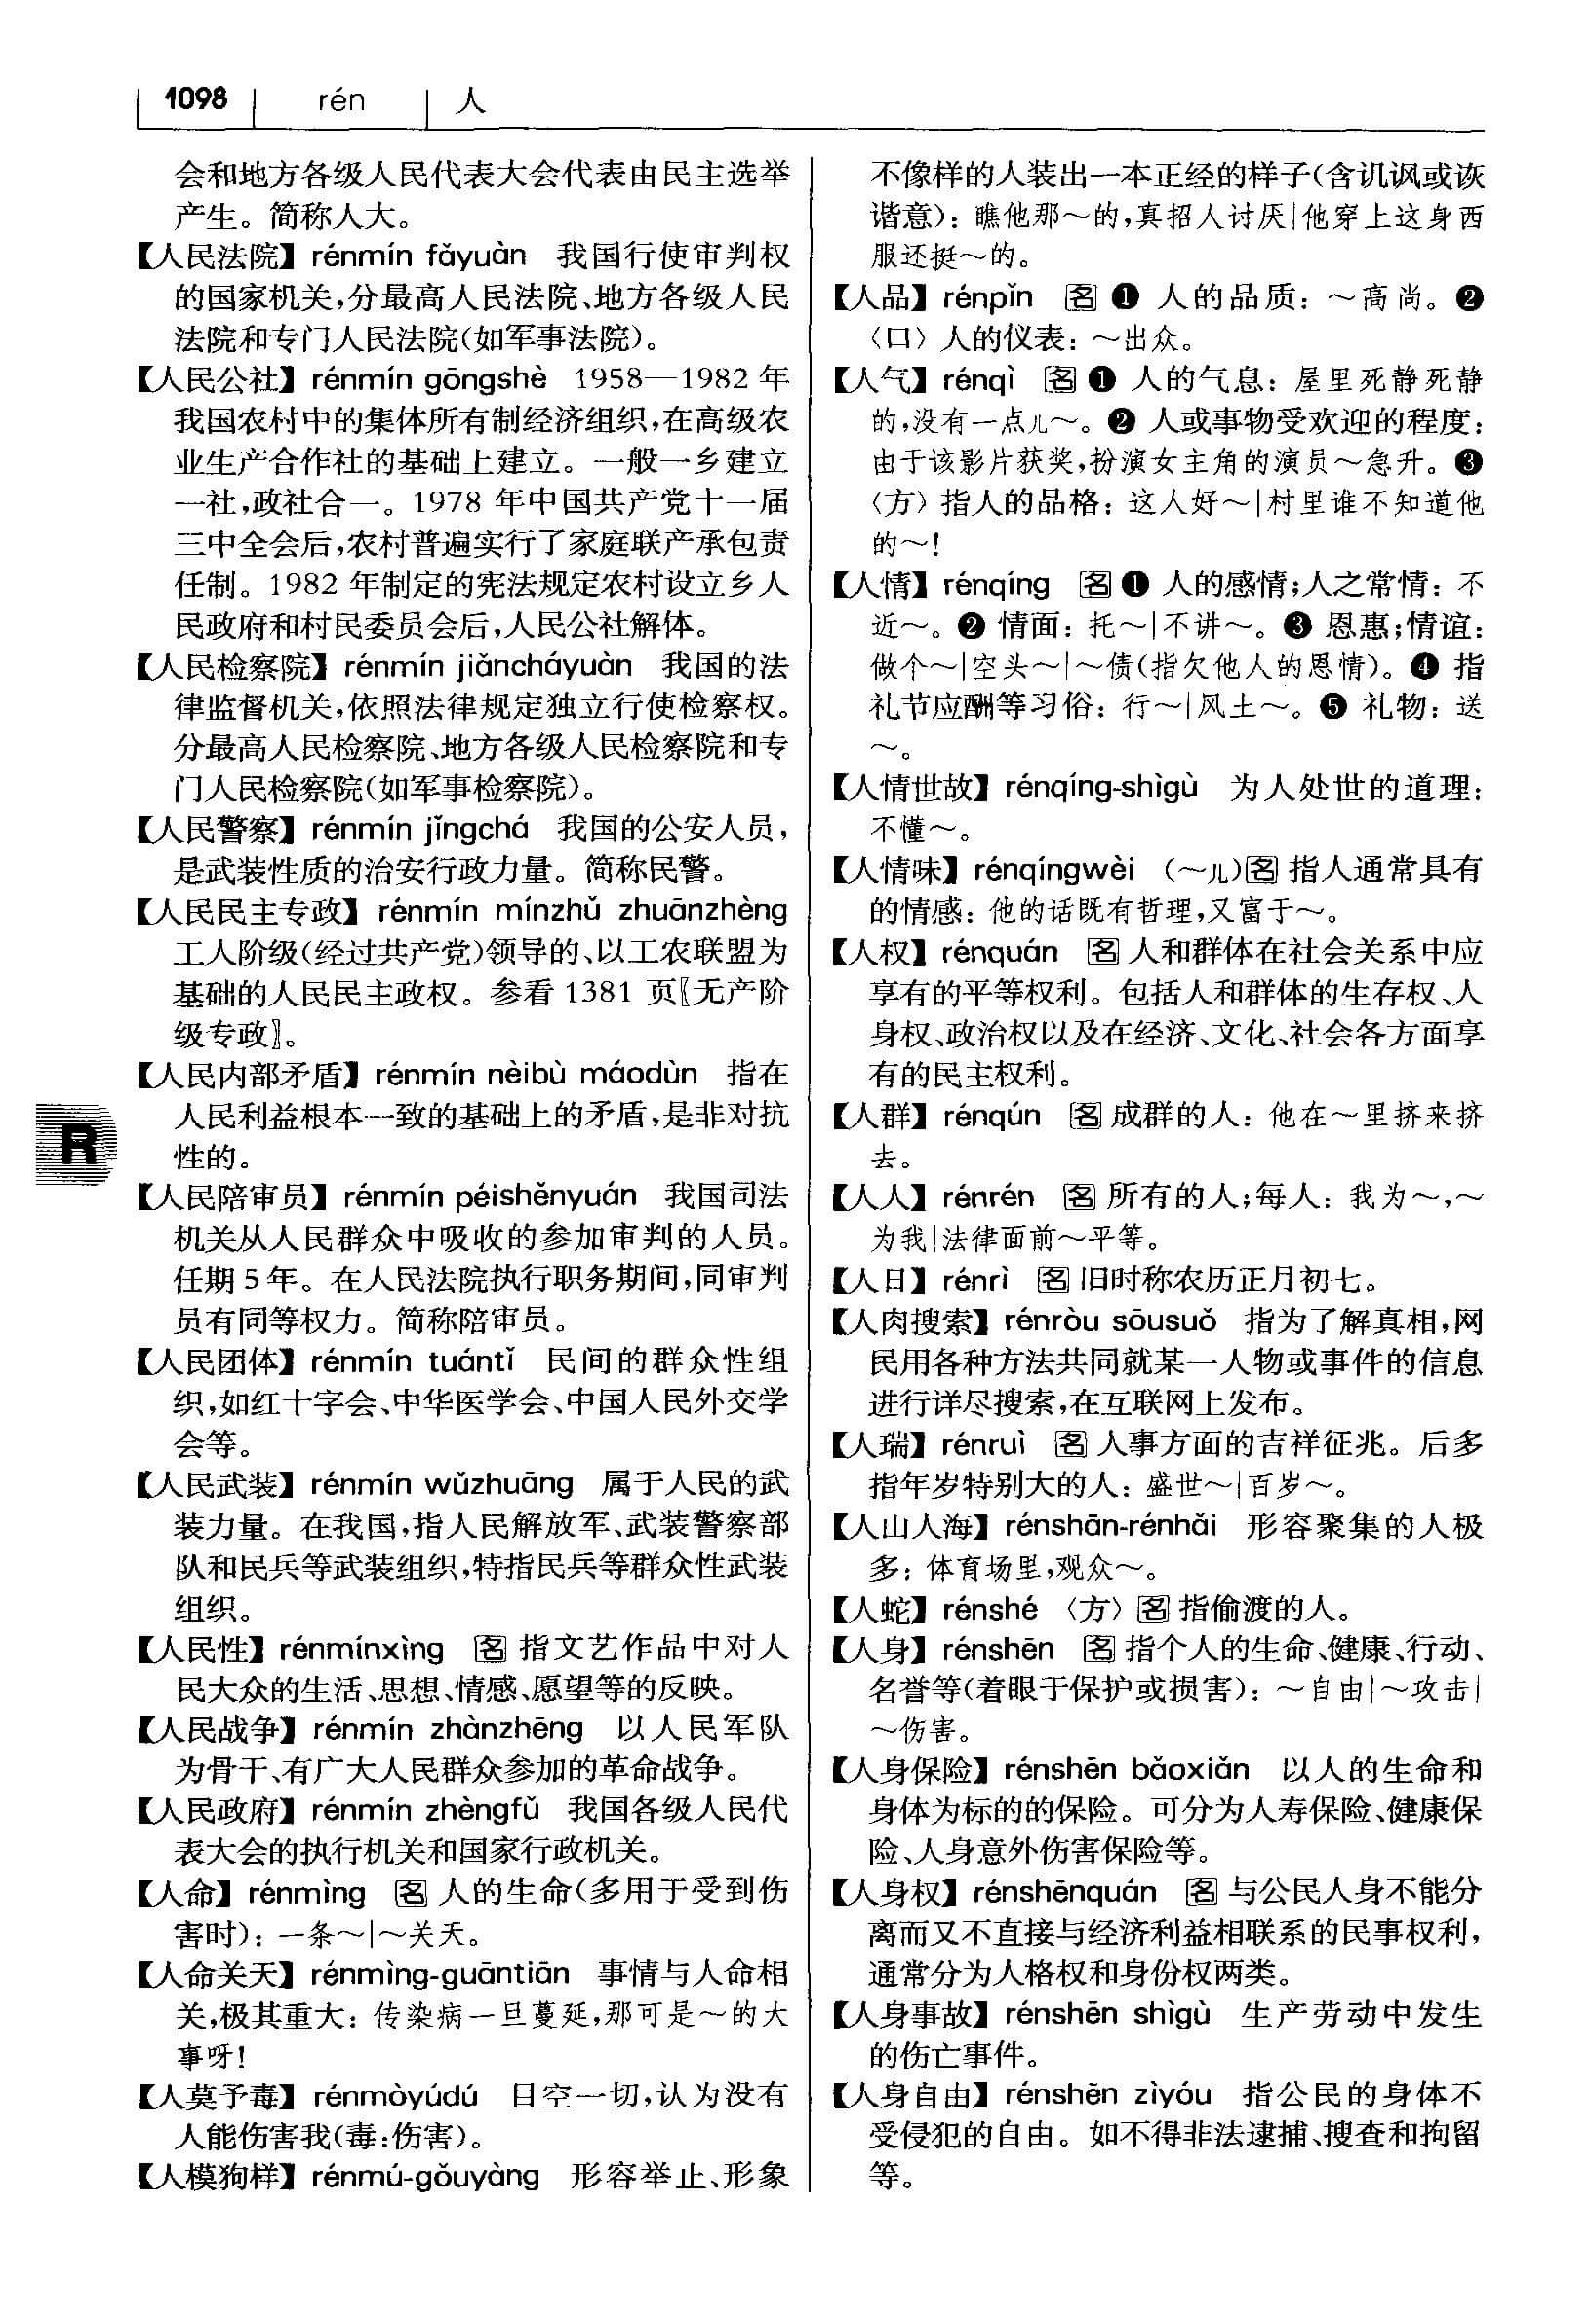 1098 rén 人
会和地方各级人民代表大会代表由民主选举
产生。简称人大。
【人民法院】 rénmín fǎyuàn 我国行使审判权
的国家机关,分最高人民法院、地方各级人民
法院和专门人民法院(如军事法院)。
【人民公社】 rénmín gōngshè 1958—1982 年
我国农村中的集体所有制经济组织,在高级农
业生产合作社的基础上建立。一般一乡建立
一社,政社合一。1978 年中国共产党十一届
三中全会后,农村普遍实行了家庭联产承包责
任制。1982 年制定的宪法规定农村设立乡人
民政府和村民委员会后,人民公社解体。
【人民检察院】 rénmín jiǎncháyuàn 我国的法
律监督机关,依照法律规定独立行使检察权。
分最高人民检察院、地方各级人民检察院和专
门人民检察院(如军事检察院)。
【人民警察】 rénmín jǐngchá 我国的公安人员,
是武装性质的治安行政力量。简称民警。
【人民民主专政】 rénmín mínzhǔ zhuānzhèng
工人阶级(经过共产党)领导的、以工农联盟为
基础的人民民主政权。参看 1381 页〖无产阶
级专政〗。
【人民内部矛盾】 rénmín nèibù máodùn 指在
人民利益根本一致的基础上的矛盾,是非对抗
性的。
【人民陪审员】 rénmín péishěnyuán 我国司法
机关从人民群众中吸收的参加审判的人员。
任期 5 年。在人民法院执行职务期间,同审判
员有同等权力。简称陪审员。
【人民团体】 rénmín tuántǐ 民间的群众性组
织,如红十字会、中华医学会、中国人民外交学
会等。
【人民武装】 rénmín wǔzhuāng 属于人民的武
装力量。在我国,指人民解放军、武装警察部
队和民兵等武装组织,特指民兵等群众性武装
组织。
【人民性】 rénmínxìng 名 指文艺作品中对人
民大众的生活、思想、情感、愿望等的反映。
【人民战争】 rénmín zhànzhēng 以人民军队
为骨干、有广大人民群众参加的革命战争。
【人民政府】 rénmín zhèngfǔ 我国各级人民代
表大会的执行机关和国家行政机关。
【人命】 rénmìng 名 人的生命(多用于受到伤
害时):一条～|～关天。
【人命关天】 rénmìng-guāntiān 事情与人命相
关,极其重大:传染病一旦蔓延,那可是～的大
事呀!
【人莫予毒】 rénmòyúdú 目空一切,认为没有
人能伤害我(毒:伤害)。
【人模狗样】 rénmú-gǒuyàng 形容举止、形象
不像样的人装出一本正经的样子(含讥讽或诙
谐意):瞧他那～的,真招人讨厌|他穿上这身西
服还挺～的。
【人品】 rénpǐn 名 ❶ 人的品质:～高尚。❷
〈口〉人的仪表:～出众。
【人气】 rénqì 名 ❶ 人的气息:屋里死静死静
的,没有一点儿～。❷ 人或事物受欢迎的程度:
由于该影片获奖,扮演女主角的演员～急升。❸
〈方〉指人的品格:这人好～|村里谁不知道他
的～!
【人情】 rénqíng 名 ❶ 人的感情;人之常情:不
近～。❷ 情面:托～|不讲～。❸ 恩惠;情谊:
做个～|空头～|～债(指欠他人的恩情)。❹ 指
礼节应酬等习俗:行～|风土～。❺ 礼物:送
～。
【人情世故】 rénqíng-shìgù 为人处世的道理:
不懂～。
【人情味】 rénqíngwèi (～儿)名 指人通常具有
的情感:他的话既有哲理,又富于～。
【人权】 rénquán 名 人和群体在社会关系中应
享有的平等权利。包括人和群体的生存权、人
身权、政治权以及在经济、文化、社会各方面享
有的民主权利。
【人群】 rénqún 名 成群的人:他在～里挤来挤
去。
【人人】 rénrén 名 所有的人;每人:我为～,～
为我|法律面前～平等。
【人日】 rénrì 名 旧时称农历正月初七。
【人肉搜索】 rénròu sōusuǒ 指为了解真相,网
民用各种方法共同就某一人物或事件的信息
进行详尽搜索,在互联网上发布。
【人瑞】 rénruì 名 人事方面的吉祥征兆。后多
指年岁特别大的人:盛世～|百岁～。
【人山人海】 rénshān-rénhǎi 形容聚集的人极
多:体育场里,观众～。
【人蛇】 rénshé 〈方〉名 指偷渡的人。
【人身】 rénshēn 名 指个人的生命、健康、行动、
名誉等(着眼于保护或损害):～自由|～攻击|
～伤害。
【人身保险】 rénshēn bǎoxiǎn 以人的生命和
身体为标的的保险。可分为人寿保险、健康保
险、人身意外伤害保险等。
【人身权】 rénshēnquán 名 与公民人身不能分
离而又不直接与经济利益相联系的民事权利,
通常分为人格权和身份权两类。
【人身事故】 rénshēn shìgù 生产劳动中发生
的伤亡事件。
【人身自由】 rénshēn zìyóu 指公民的身体不
受侵犯的自由。如不得非法逮捕、搜查和拘留
等。
R